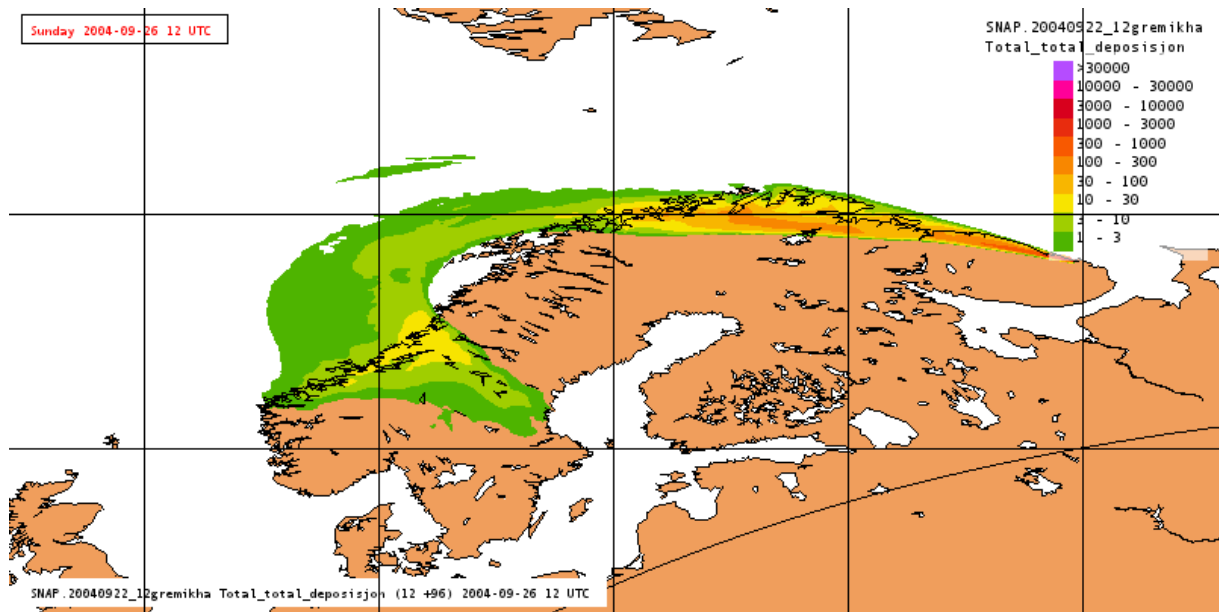 Sunday 2004-09-26 12 UTC
SNAP.20040922_12gremikha
Total_total_deposisjon
>30000
10000 - 30000
3000 - 10000
1000 - 3000
300 - 1000
100 - 300
30 - 100
10 - 30
3 - 10
1 - 3
SNAP.20040922_12gremikha Total_total_deposisjon (12 +96) 2004-09-26 12 UTC